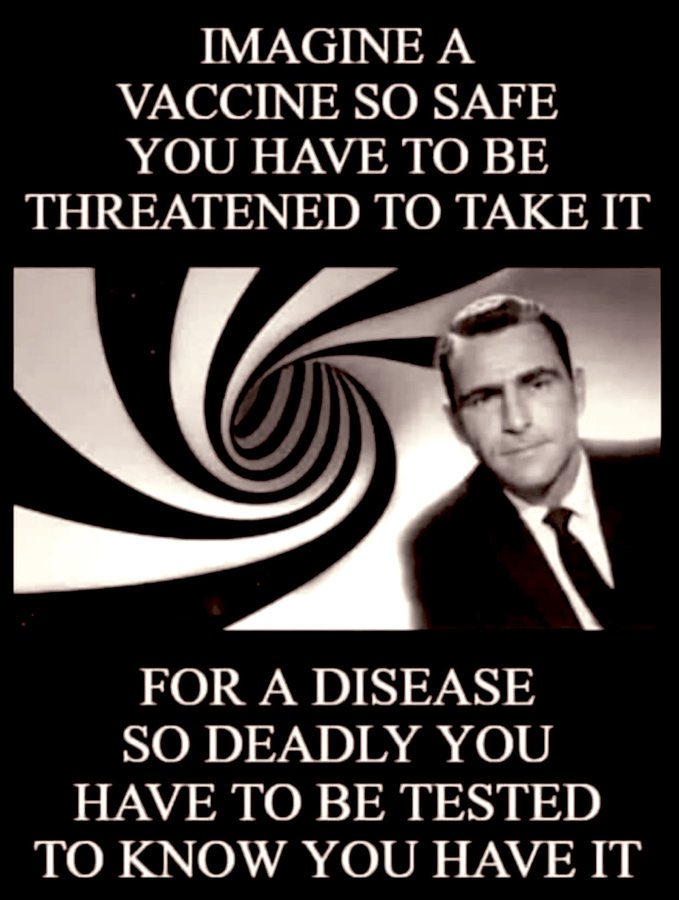 IMAGINE A
VACCINE SO SAFE
YOU HAVE TO BE
THREATENED TO TAKE IT
FOR A DISEASE
SO DEADLY YOU
HAVE TO BE TESTED
TO KNOW YOU HAVE IT